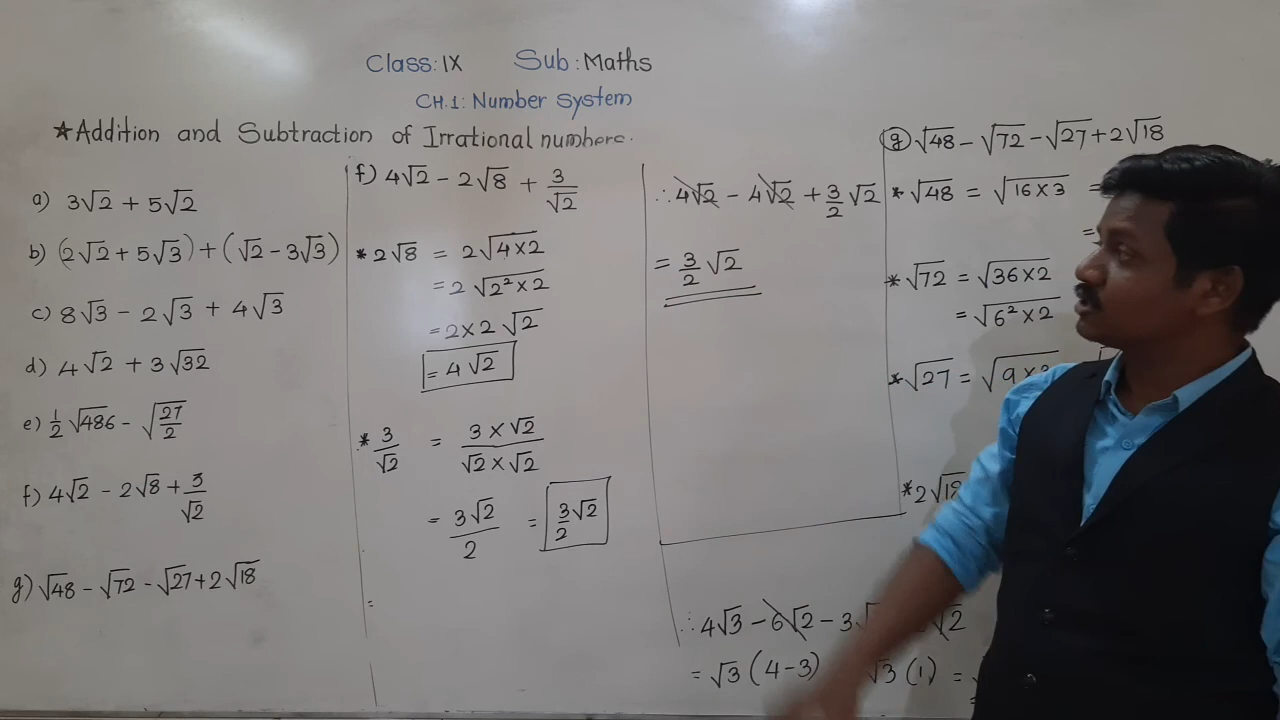 Class: IX Sub: Maths
CH.1: Number system
★Addition and Subtraction of Irrational numbers.
a) 3√2 + 5√2
b) (2√2 + 5√3) + (√2 - 3√3)
c) 8√3 - 2√3 + 4√3
d) 4√2 + 3√32
e) 1/2 √486 - √(27/2)
f) 4√2 - 2√8 + 3/√2
g) √48 - √72 - √27 + 2√18
f) 4√2 - 2√8 + 3/√2
* 2√8 = 2√(4×2)
= 2√(2²×2)
= 2×2√2
= 4√2
* 3/√2 = (3×√2)/(√2×√2)
= 3√2/2 = 3/2 √2
∴ 4√2 - 4√2 + 3/2 √2
= 3/2 √2
g) √48 - √72 - √27 + 2√18
* √48 = √(16×3) =
=
* √72 = √(36×2)
= √(6²×2)
* √27 = √(9×
* 2√18
∴ 4√3 - 6√2 - 3√ √2
= √3 (4-3) √3 (1) =